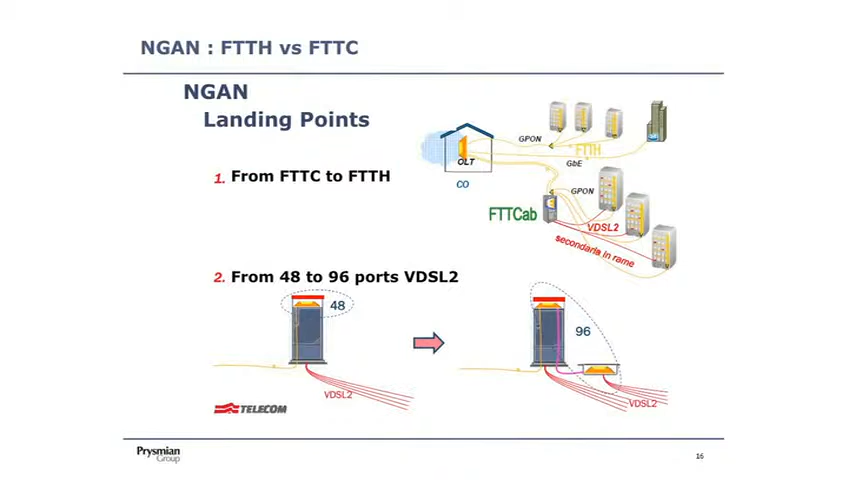 NGAN : FTTH vs FTTC
NGAN
Landing Points
GPON
FTTH
OLT
GbE
CO
GPON
1. From FTTC to FTTH
FTTCab
VDSL2
secondaria in rame
2. From 48 to 96 ports VDSL2
48
96
VDSL2
VDSL2
TELECOM
Prysmian
Group
16